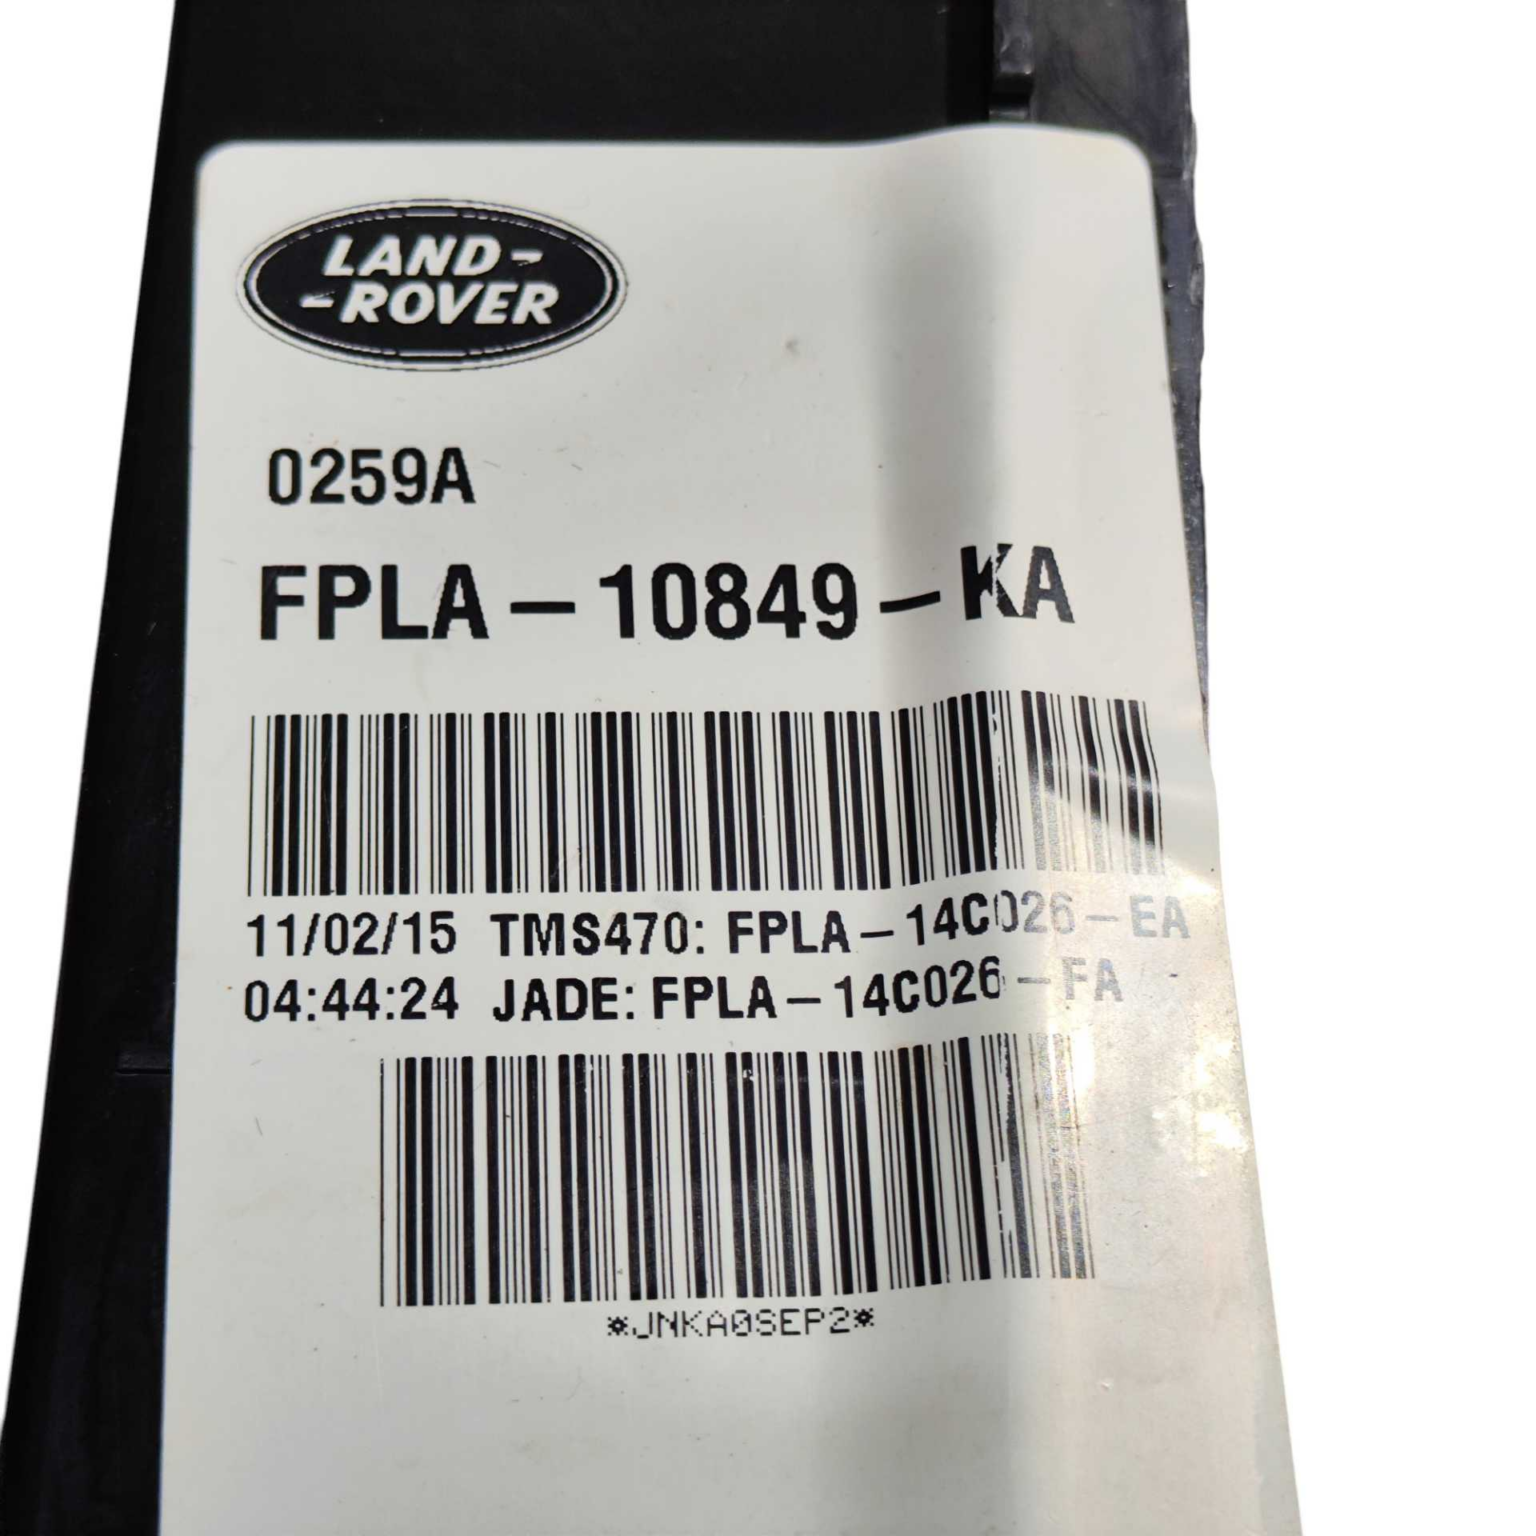 LAND-
-ROVER
0259A
FPLA-10849-KA
11/02/15 TMS470: FPLA-14C026-EA
04:44:24 JADE: FPLA-14C026-FA
*JNKA0SEP2*